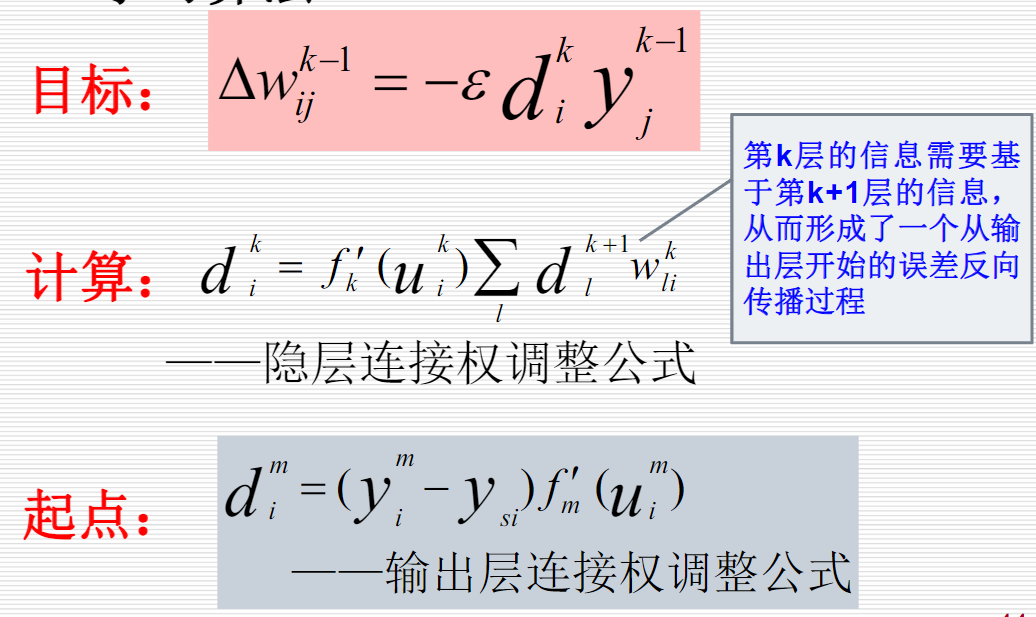 目标： Δw_{ij}^{k-1} = -ε d_i^k y_j^{k-1}
第k层的信息需要基
于第k+1层的信息，
从而形成了一个从输
出层开始的误差反向
传播过程
计算： d_i^k = f_k′(u_i^k) ∑_l d_l^{k+1} w_{li}^k
——隐层连接权调整公式
起点： d_i^m = (y_i^m - y_{si}) f_m′(u_i^m)
——输出层连接权调整公式